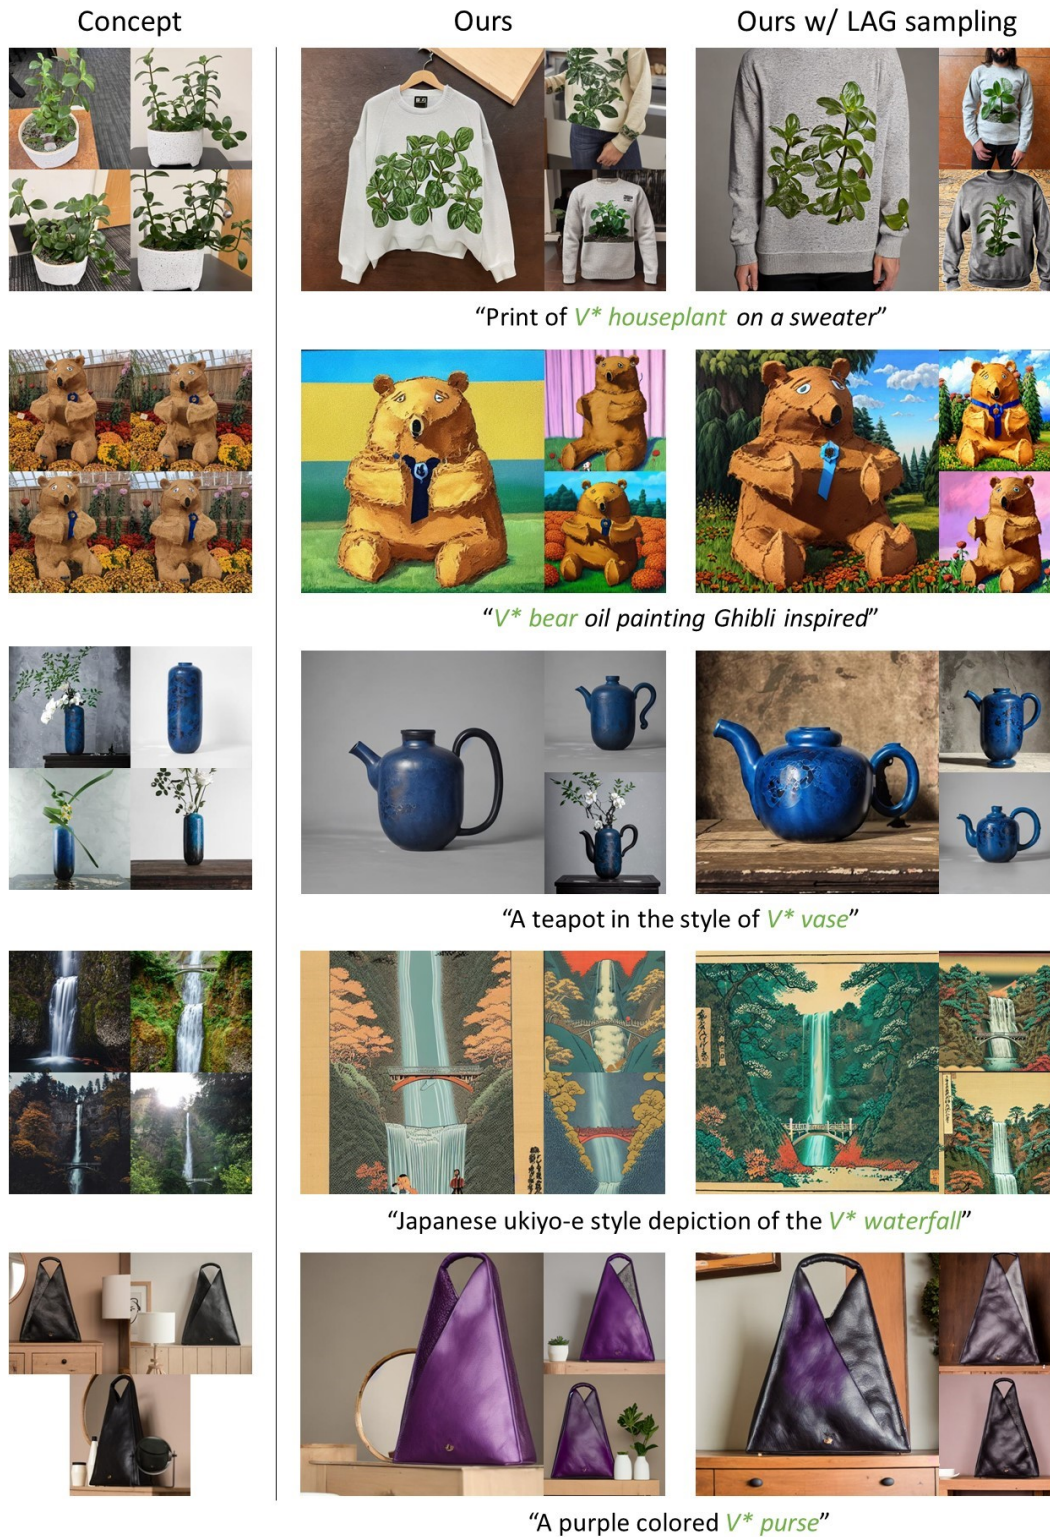 Concept Ours Ours w/ LAG sampling
“Print of V* houseplant on a sweater”
“V* bear oil painting Ghibli inspired”
“A teapot in the style of V* vase”
“Japanese ukiyo-e style depiction of the V* waterfall”
“A purple colored V* purse”